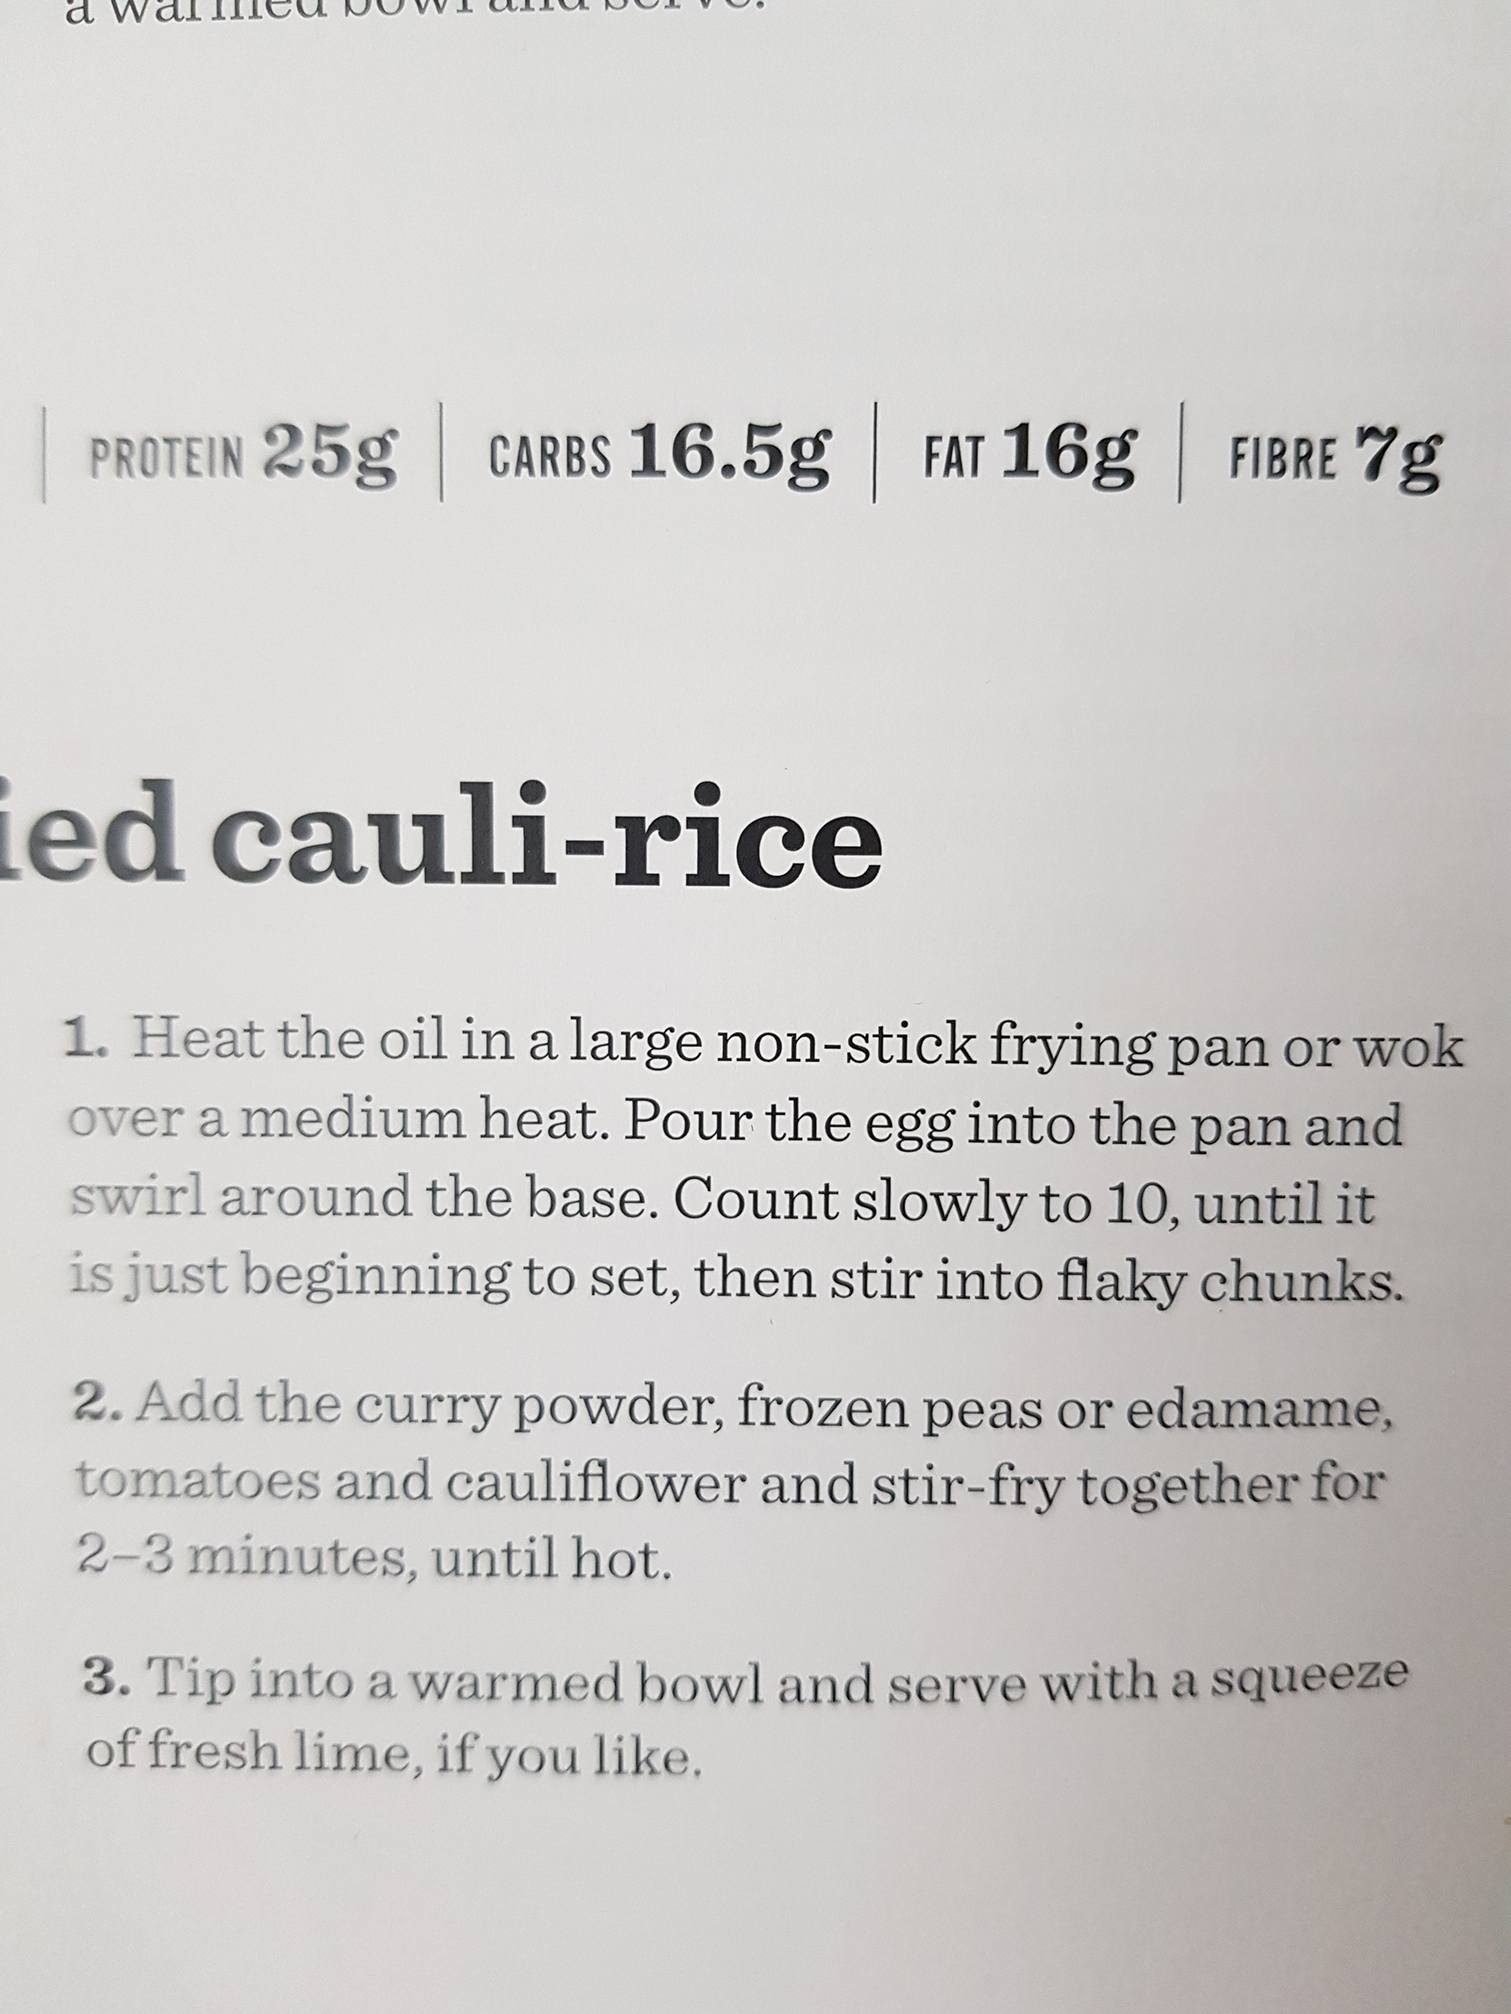 a warmed bowl and serve.
PROTEIN 25g | CARBS 16.5g | FAT 16g | FIBRE 7g
ied cauli-rice
1. Heat the oil in a large non-stick frying pan or wok
over a medium heat. Pour the egg into the pan and
swirl around the base. Count slowly to 10, until it
is just beginning to set, then stir into flaky chunks.
2. Add the curry powder, frozen peas or edamame,
tomatoes and cauliflower and stir-fry together for
2–3 minutes, until hot.
3. Tip into a warmed bowl and serve with a squeeze
of fresh lime, if you like.